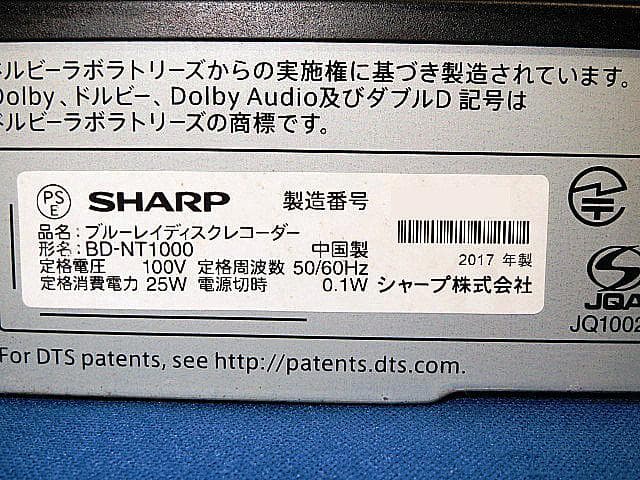 ドルビーラボラトリーズからの実施権に基づき製造されています。
Dolby、ドルビー、Dolby Audio及びダブルD 記号は
ドルビーラボラトリーズの商標です。
PS
E
SHARP 製造番号
品名：ブルーレイディスクレコーダー
形名：BD-NT1000 中国製
2017 年製
定格電圧 100V 定格周波数 50/60Hz
定格消費電力 25W 電源切時 0.1W シャープ株式会社
JQA
JQ1002
For DTS patents, see http://patents.dts.com.